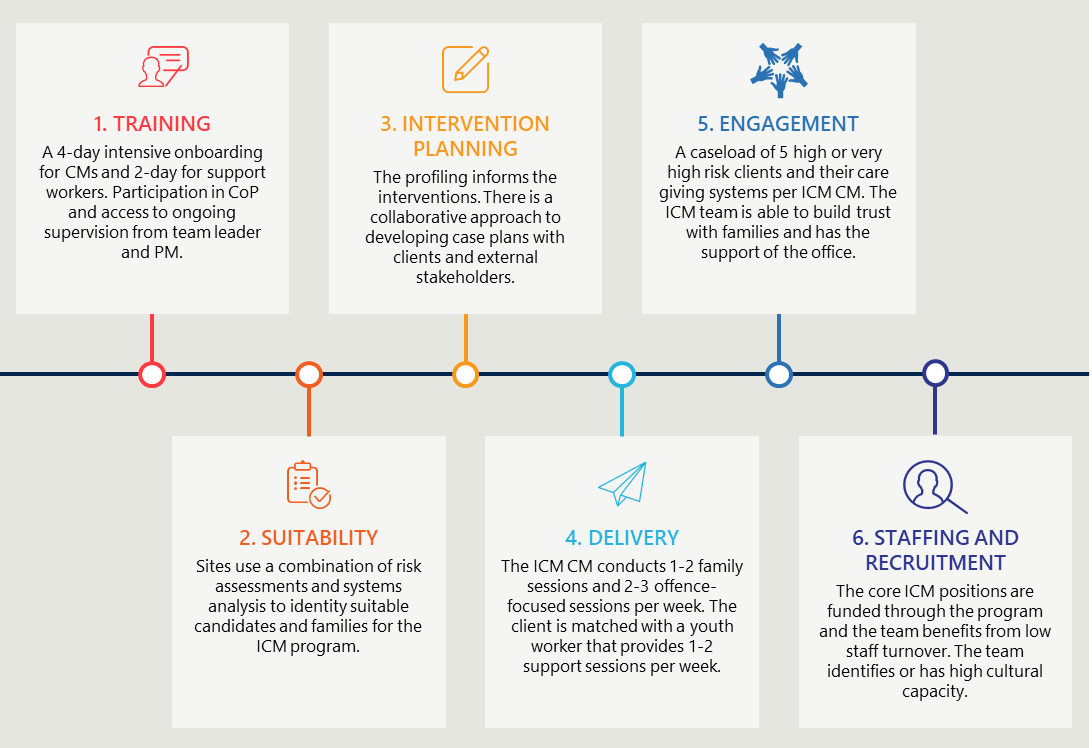 1. TRAINING
A 4-day intensive onboarding
for CMs and 2-day for support
workers. Participation in CoP
and access to ongoing
supervision from team leader
and PM.
2. SUITABILITY
Sites use a combination of risk
assessments and systems
analysis to identity suitable
candidates and families for the
ICM program.
3. INTERVENTION
PLANNING
The profiling informs the
interventions. There is a
collaborative approach to
developing case plans with
clients and external
stakeholders.
4. DELIVERY
The ICM CM conducts 1-2 family
sessions and 2-3 offence-
focused sessions per week. The
client is matched with a youth
worker that provides 1-2
support sessions per week.
5. ENGAGEMENT
A caseload of 5 high or very
high risk clients and their care
giving systems per ICM CM. The
ICM team is able to build trust
with families and has the
support of the office.
6. STAFFING AND
RECRUITMENT
The core ICM positions are
funded through the program
and the team benefits from low
staff turnover. The team
identifies or has high cultural
capacity.